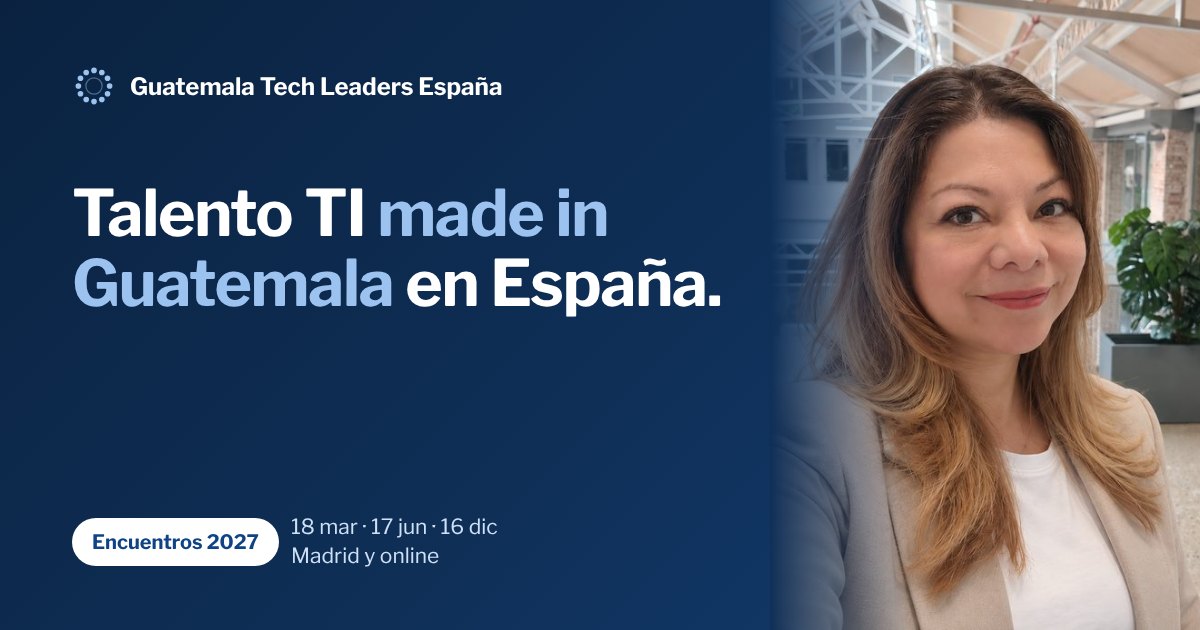 Guatemala Tech Leaders España
Talento TI made in
Guatemala en España.
Encuentros 2027
18 mar · 17 jun · 16 dic
Madrid y online